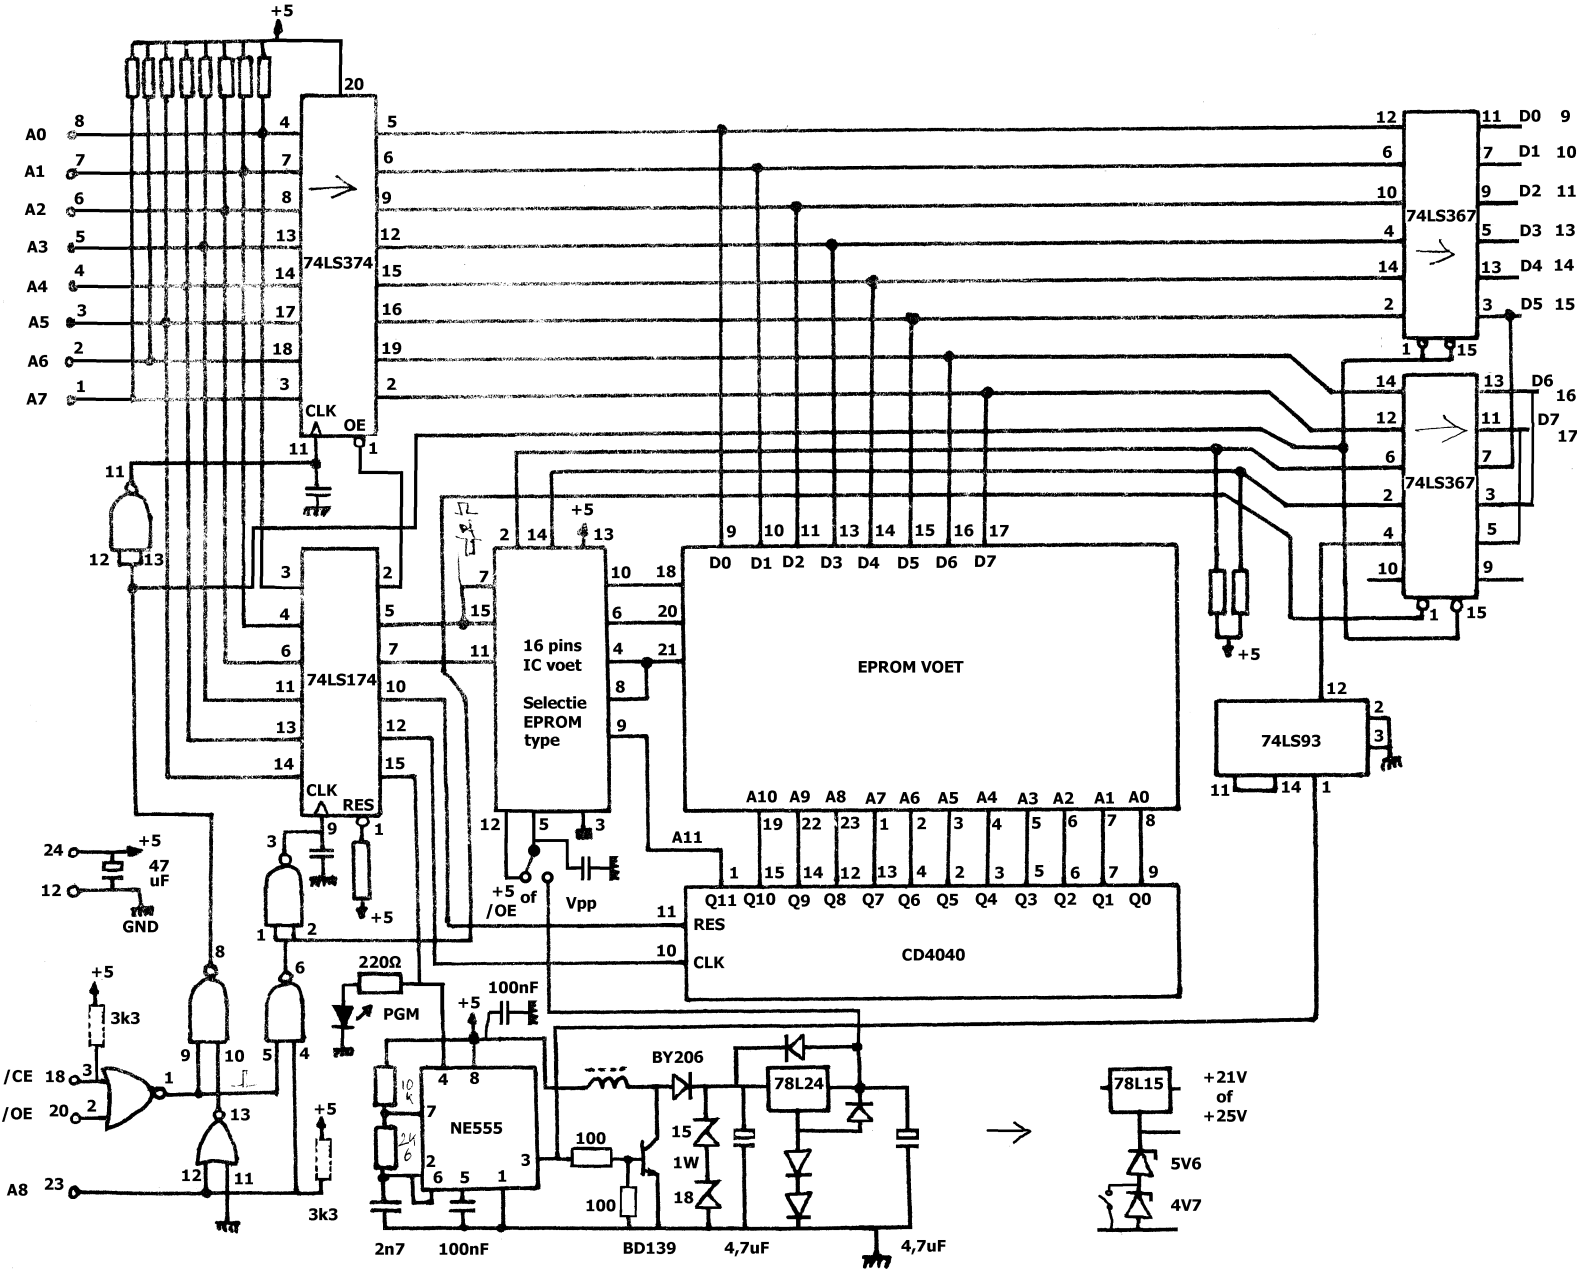 +5
20
A0 8 4 5 12 11 D0 9
A1 7 7 6 6 7 D1 10
A2 6 8 9 10 9 D2 11
74LS367
A3 5 13 12 4 5 D3 13
74LS374
A4 4 14 15 14 13 D4 14
A5 3 17 16 2 3 D5 15
A6 2 18 19 1 15
A7 1 3 2 14 13 D6 16
CLK OE
11 1 12 11 D7 17
11 6 7
74LS367
2 3
12 13 2 14 +5 13 9 10 11 12 13 14 15 16 17 4 5
D0 D1 D2 D3 D4 D5 D6 D7
3 2 7 10 18 10 9
4 5 15 6 20 1 15
6 7 11 16 pins 4 21 EPROM VOET +5
IC voet
74LS174
11 10 Selectie 8 12
EPROM
13 12 type 9 2
74LS93 3
14 15
CLK RES 11 14 1
A10 A9 A8 A7 A6 A5 A4 A3 A2 A1 A0
9 1 12 5 3 19 22 23 1 2 3 4 5 6 7 8
3 A11
24 +5
47
uF
12
GND
1 15 14 12 13 4 2 3 5 6 7 9
+5 of
/OE
Vpp
Q11 Q10 Q9 Q8 Q7 Q6 Q5 Q4 Q3 Q2 Q1 Q0
+5
1 2 11 RES
10 CLK CD4040
8 6
220Ω
+5 100nF
+5
3k3 PGM
9 10 5 4
BY206
/CE 18 3 1 4 8 78L24 78L15 +21V
of
+25V
/OE 20 2
13 +5 10k 7
NE555 100 15
1W 5V6
2 3
12 11 6 5 1
A8 23 100 18 4V7
3k3
2n7 100nF BD139 4,7uF 4,7uF